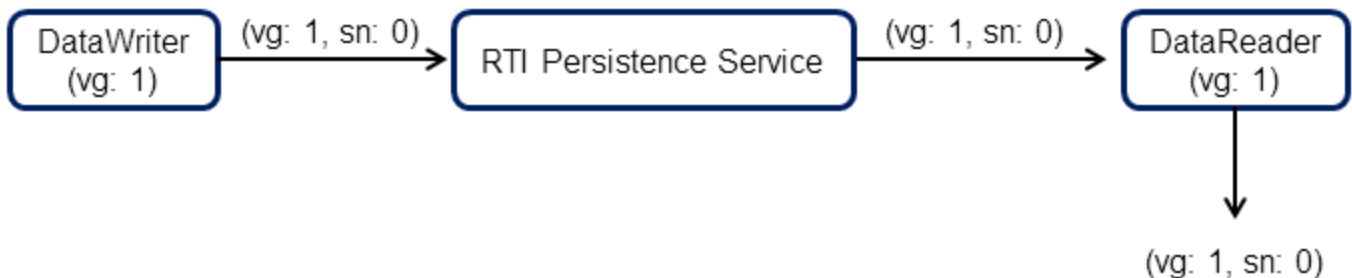 DataWriter
(vg: 1)
(vg: 1, sn: 0)
RTI Persistence Service
(vg: 1, sn: 0)
DataReader
(vg: 1)
(vg: 1, sn: 0)